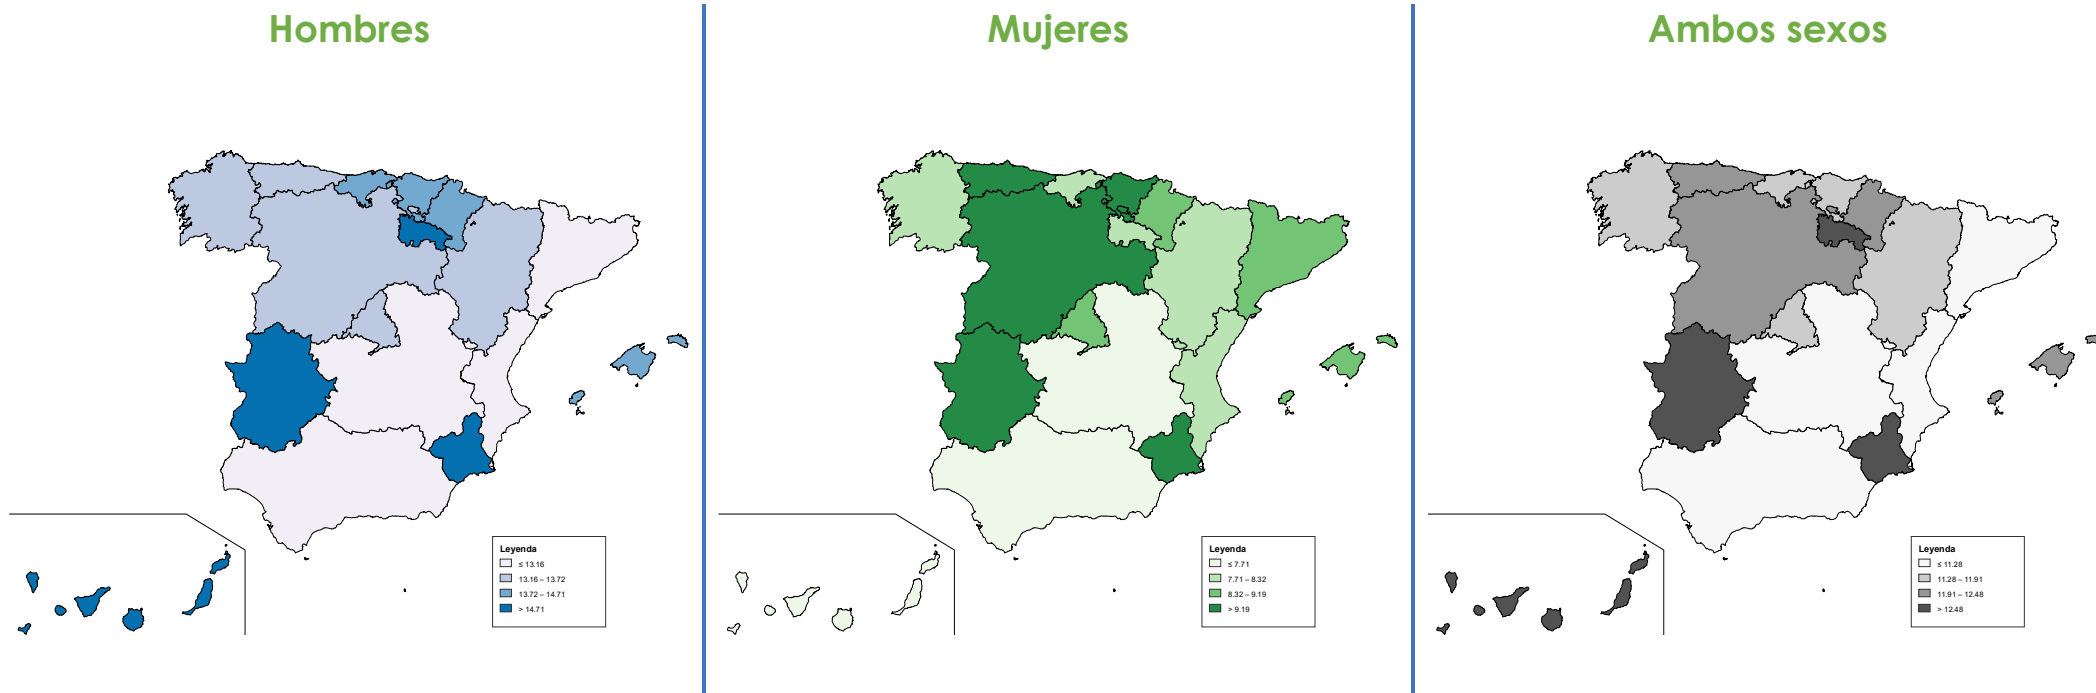 Hombres
Leyenda
≤ 13.16
13.16 – 13.72
13.72 – 14.71
> 14.71
Mujeres
Leyenda
≤ 7.71
7.71 – 8.32
8.32 – 9.19
> 9.19
Ambos sexos
Leyenda
≤ 11.28
11.28 – 11.91
11.91 – 12.48
> 12.48